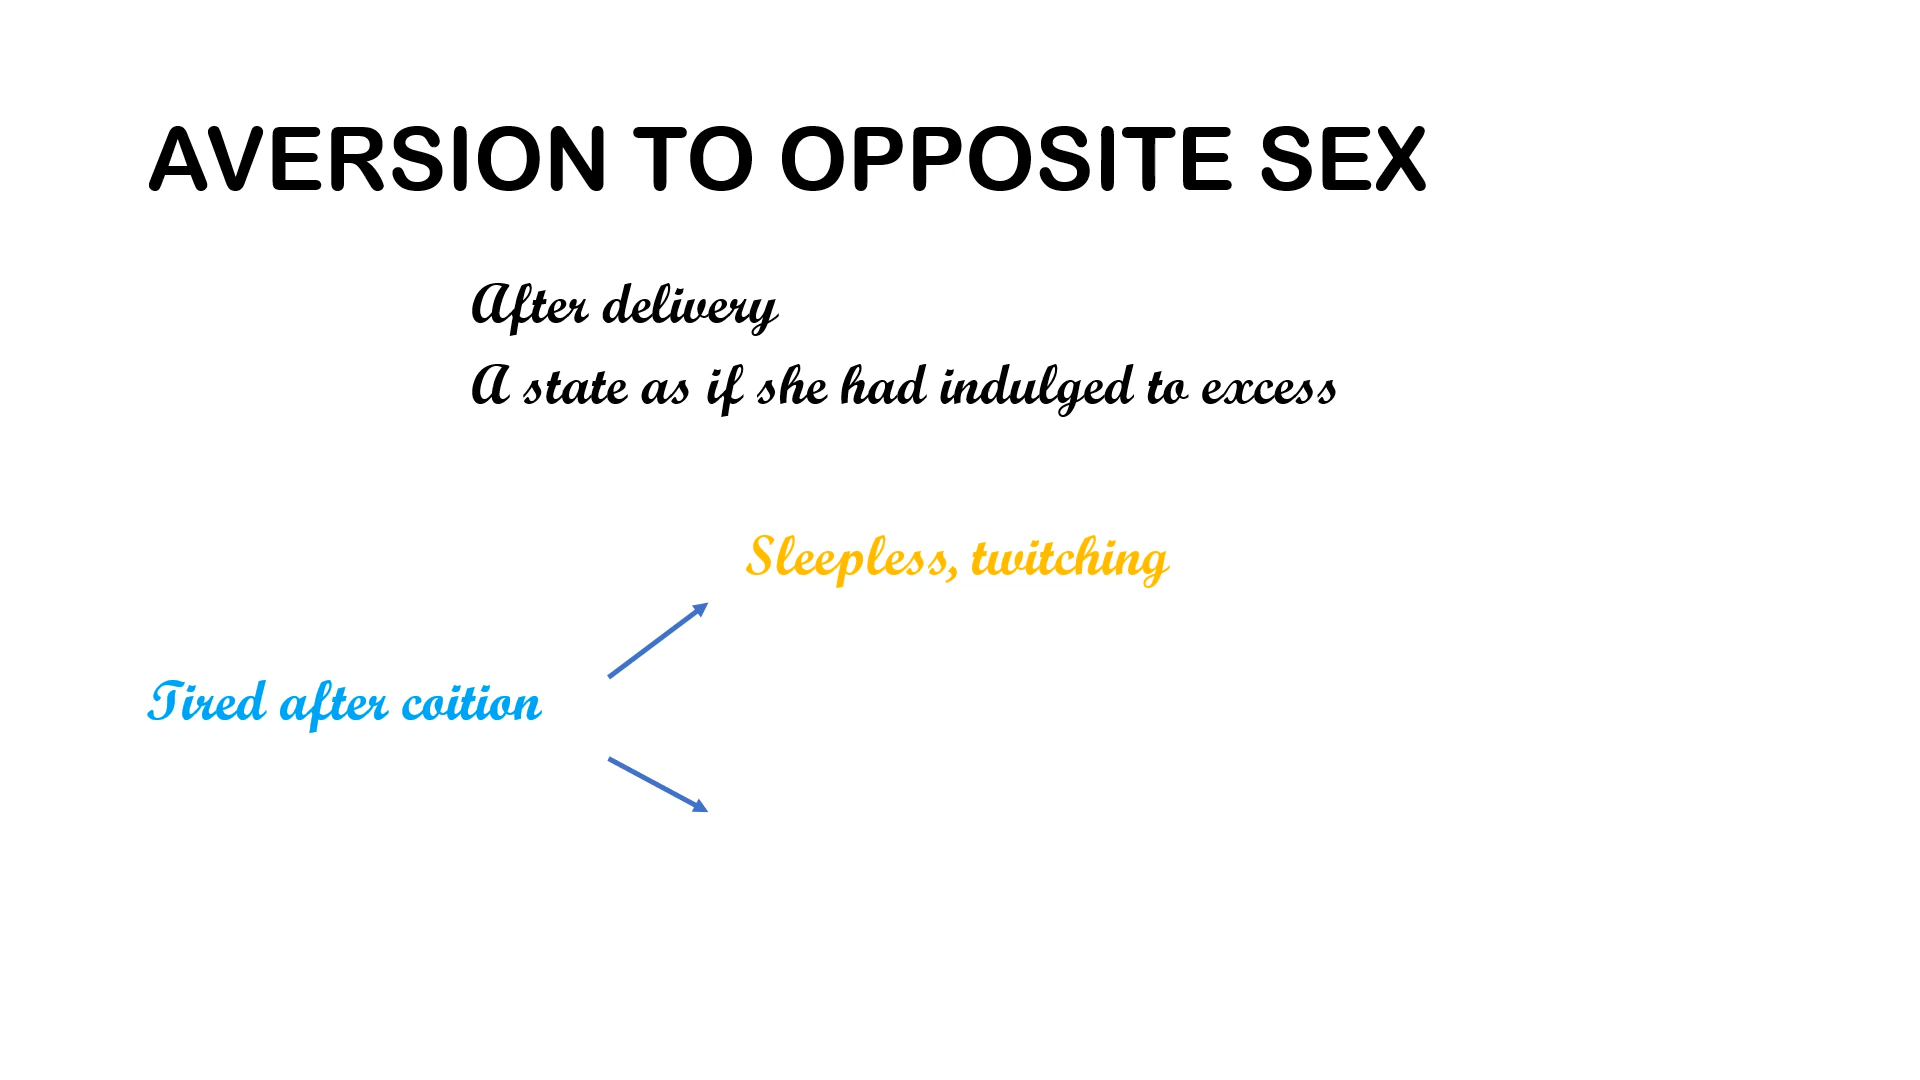 AVERSION TO OPPOSITE SEX
After delivery
A state as if she had indulged to excess
Sleepless, twitching
Tired after coition